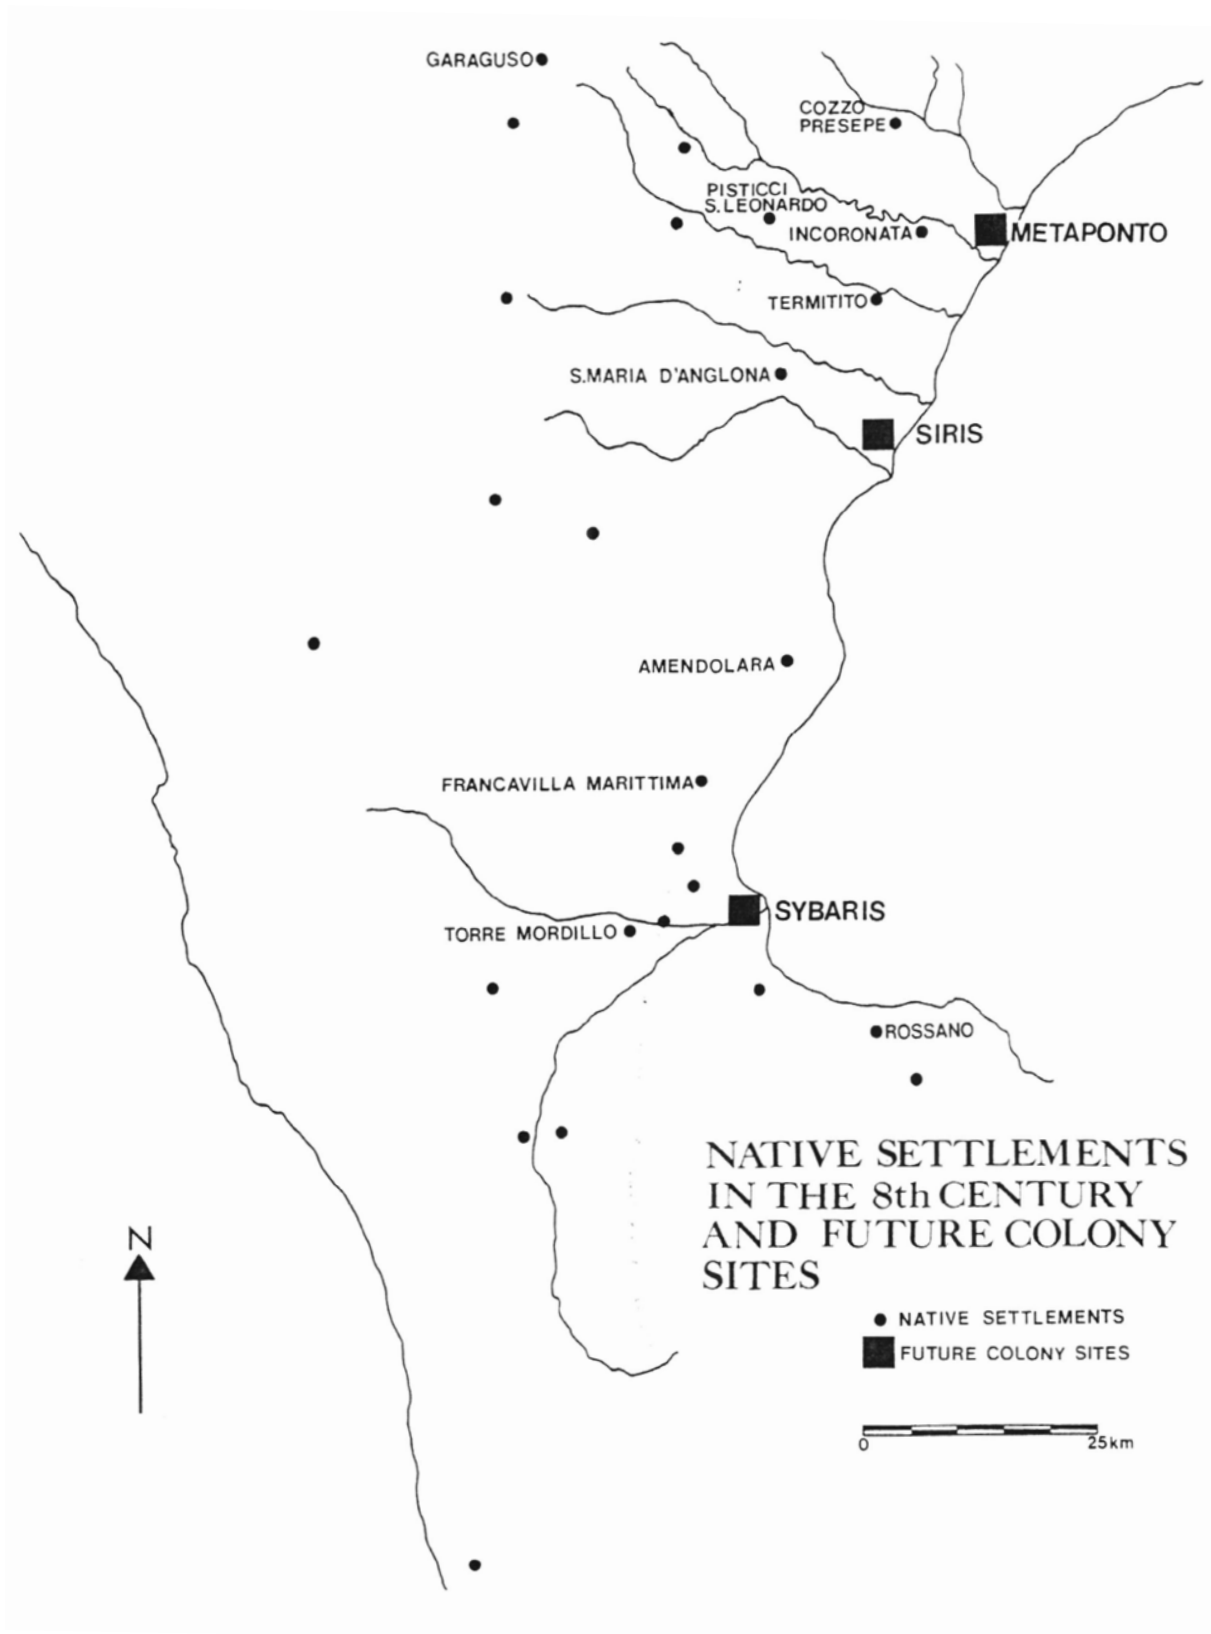 GARAGUSO
COZZO
PRESEPE
PISTICCI
S.LEONARDO
INCORONATA
METAPONTO
TERMITITO
S.MARIA D'ANGLONA
SIRIS
AMENDOLARA
FRANCAVILLA MARITTIMA
SYBARIS
TORRE MORDILLO
ROSSANO
NATIVE SETTLEMENTS
IN THE 8th CENTURY
AND FUTURE COLONY
SITES
N
NATIVE SETTLEMENTS
FUTURE COLONY SITES
0 25km